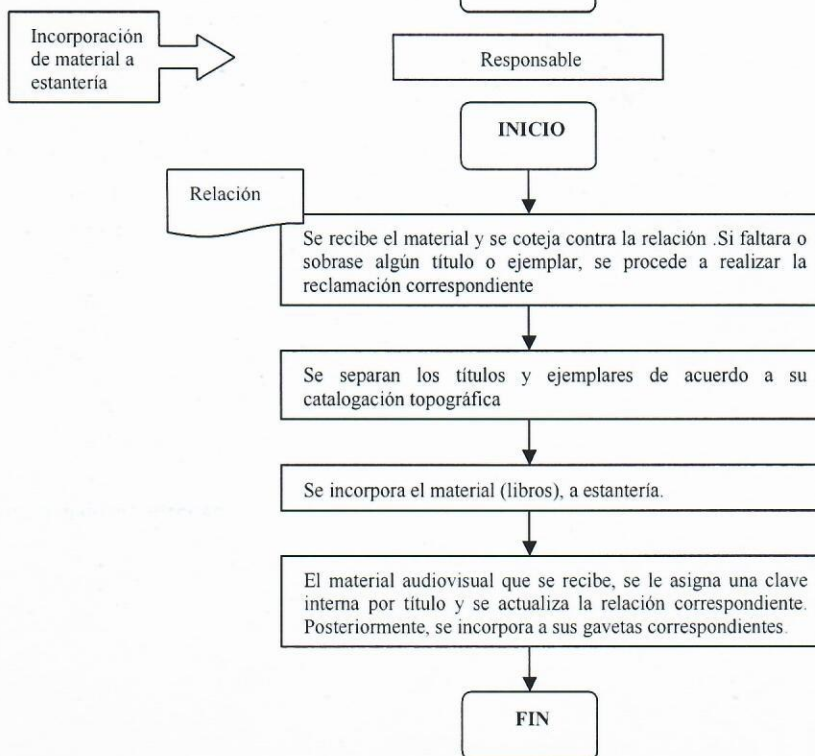 Incorporación
de material a
estantería
Responsable
INICIO
Relación
Se recibe el material y se coteja contra la relación .Si faltara o
sobrase algún título o ejemplar, se procede a realizar la
reclamación correspondiente
Se separan los títulos y ejemplares de acuerdo a su
catalogación topográfica
Se incorpora el material (libros), a estantería.
El material audiovisual que se recibe, se le asigna una clave
interna por título y se actualiza la relación correspondiente.
Posteriormente, se incorpora a sus gavetas correspondientes.
FIN